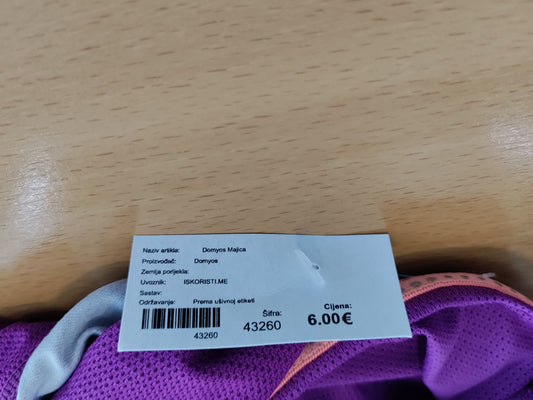 Naziv artikla: Domyos Majica
Proizvođač: Domyos
Zemlja porijekla:
Uvoznik: ISKORISTI.ME
Sastav:
Održavanje: Prema ušivnoj etiketi
43260
Šifra:
43260
Cijena:
6.00€